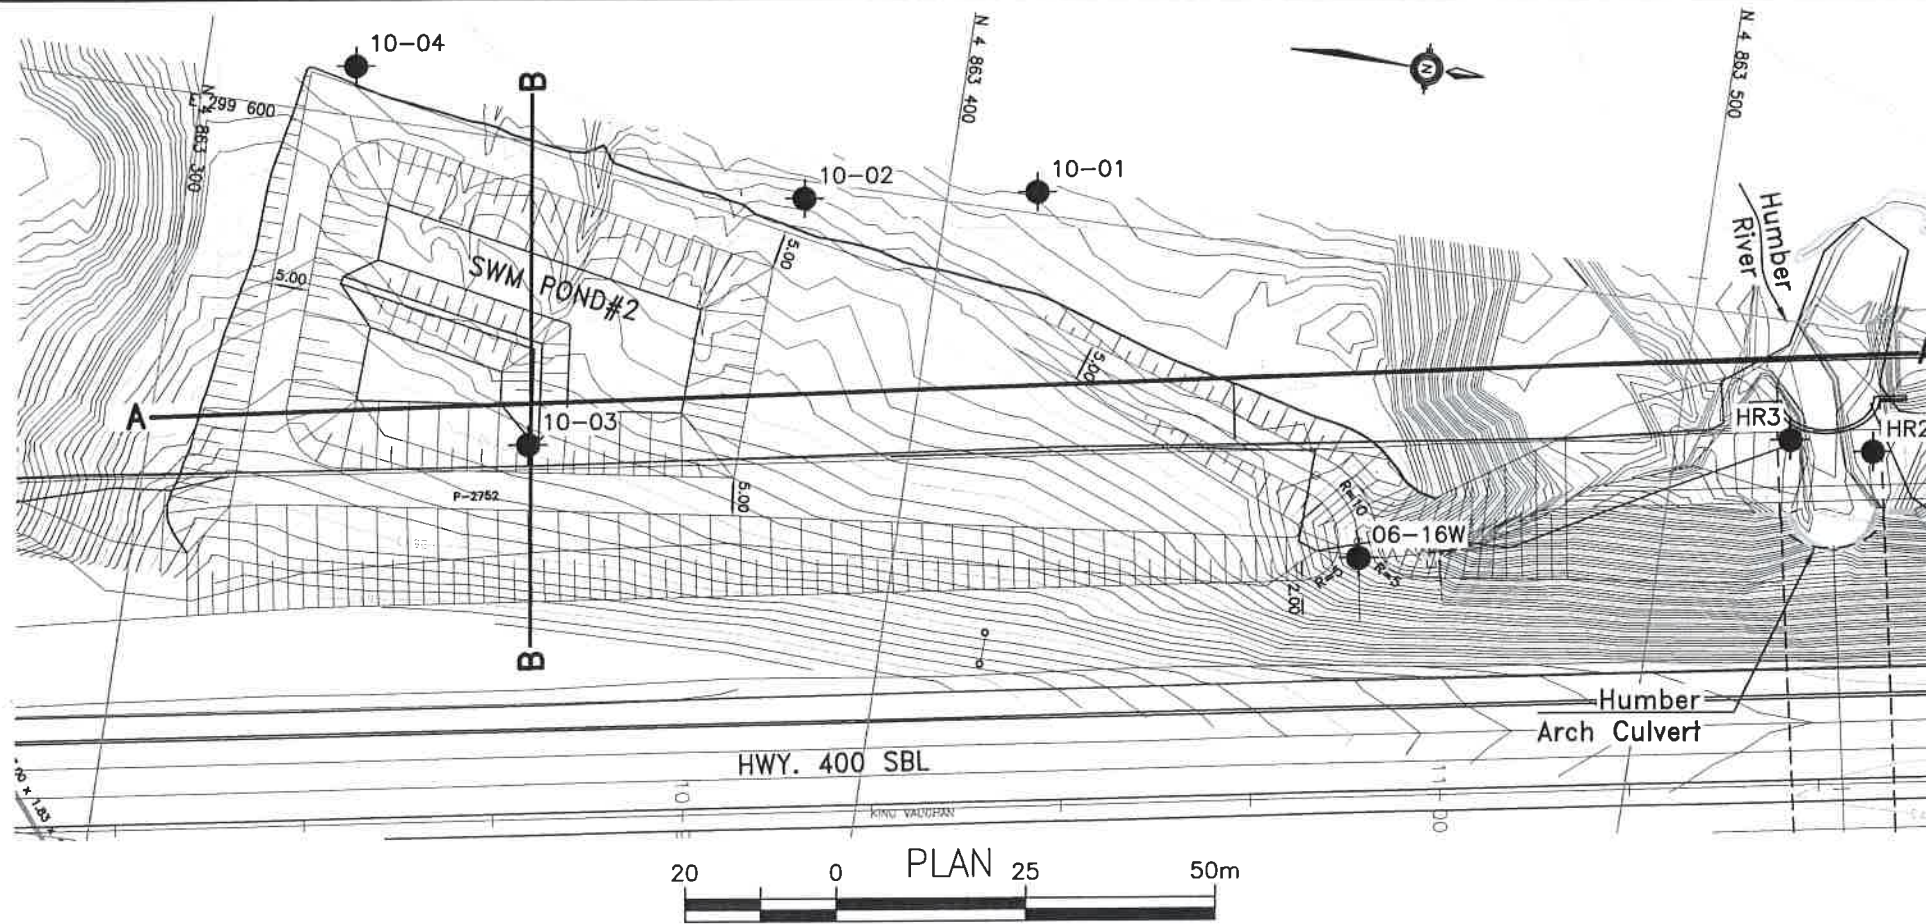 10-04
B
N 4 863 400
N
N 4 863 500
E 299 600
N 4 863 300
10-02
10-01
Humber
River
SWM POND#2
5.00
5.00
5.00
A
A
10-03
HR3
HR2
P-2752
5.00
R=10
06-16W
R=5
R=5
2.00
B
Humber
Arch Culvert
HWY. 400 SBL
KING VAUGHAN
PLAN
20 0 25 50m